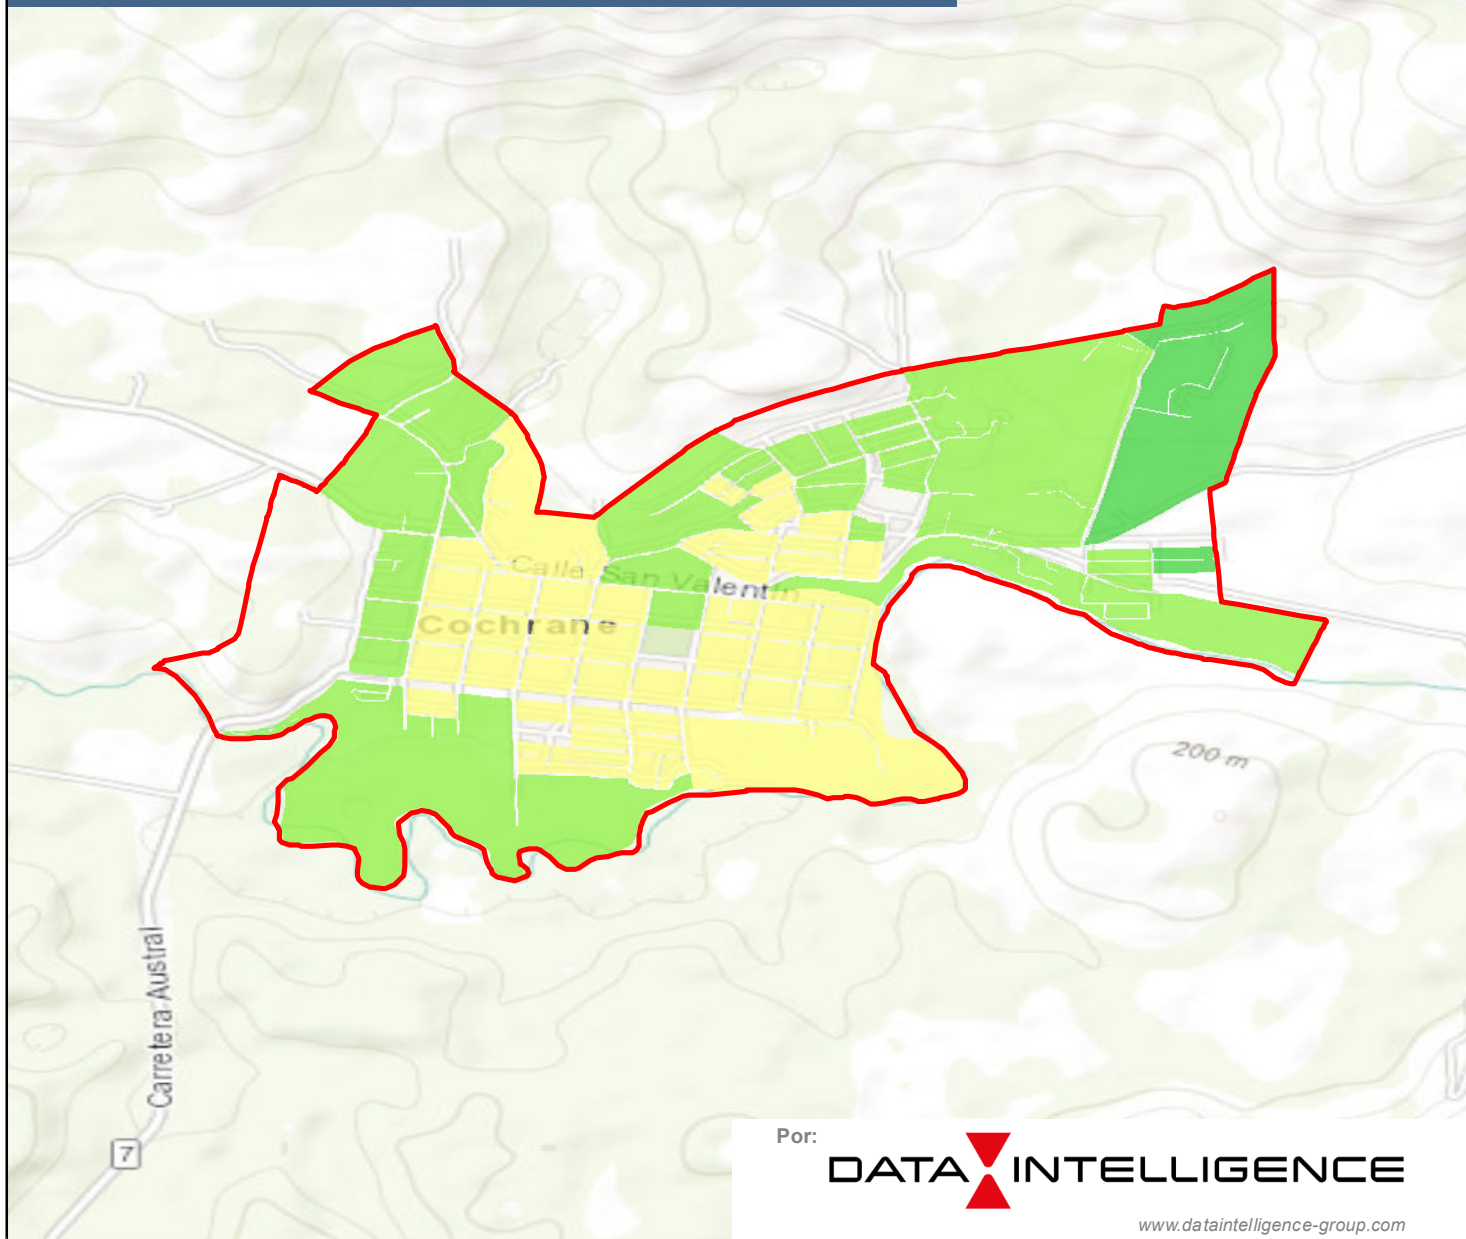 Calle San Valentín
Cochrane
200 m
Carretera Austral
7
Por:
DATA INTELLIGENCE
www.dataintelligence-group.com